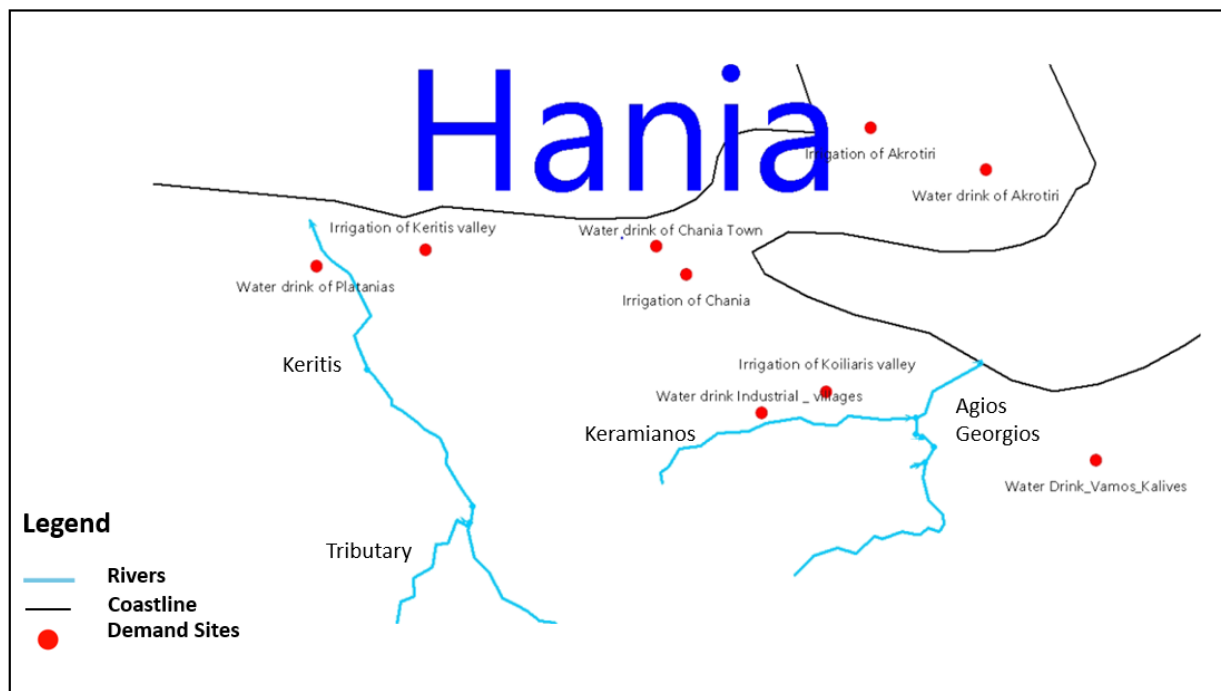 Hania
Irrigation of Akrotiri
Water drink of Akrotiri
Irrigation of Keritis valley
Water drink of Chania Town
Water drink of Platanias
Irrigation of Chania
Keritis
Irrigation of Koiliaris valley
Water drink Industrial _ villages
Agios
Georgios
Keramianos
Water Drink_Vamos_Kalives
Legend
Tributary
Rivers
Coastline
Demand Sites